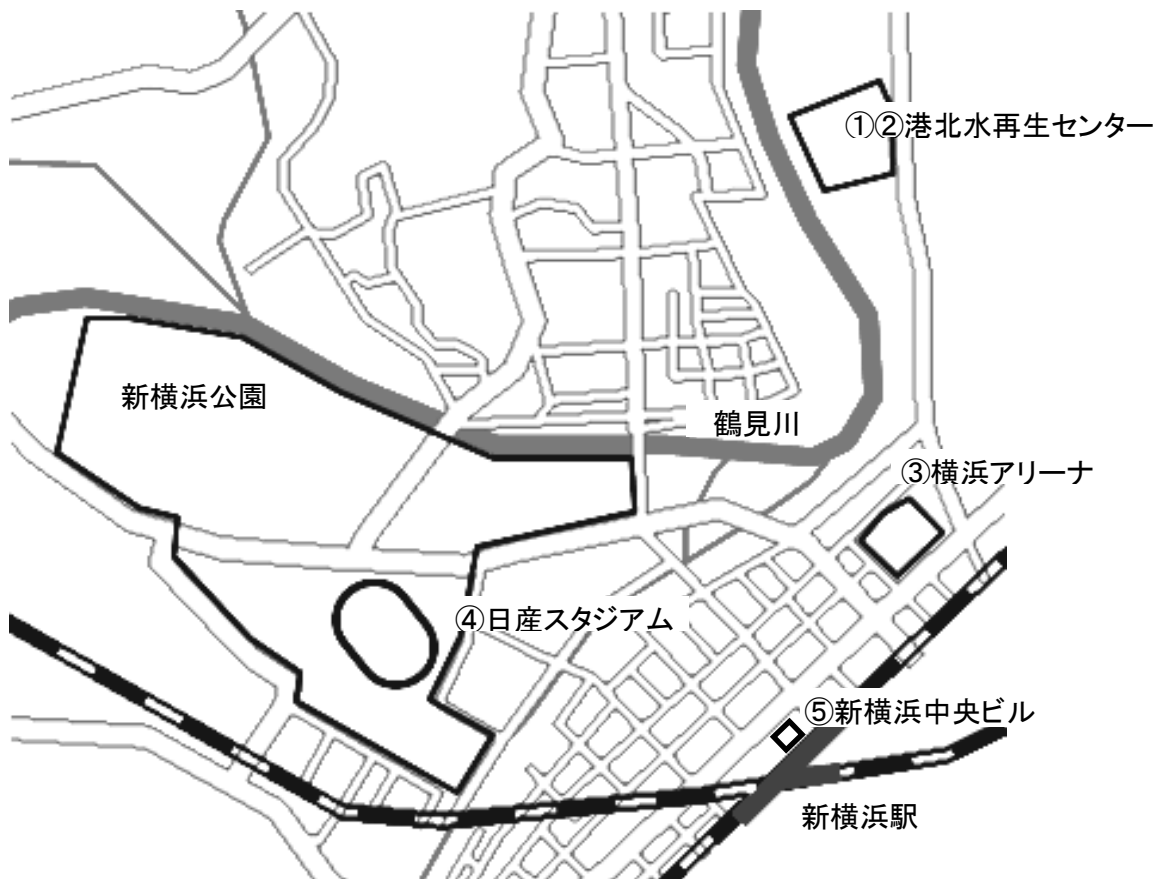 ①②港北水再生センター
新横浜公園
鶴見川
③横浜アリーナ
④日産スタジアム
⑤新横浜中央ビル
新横浜駅